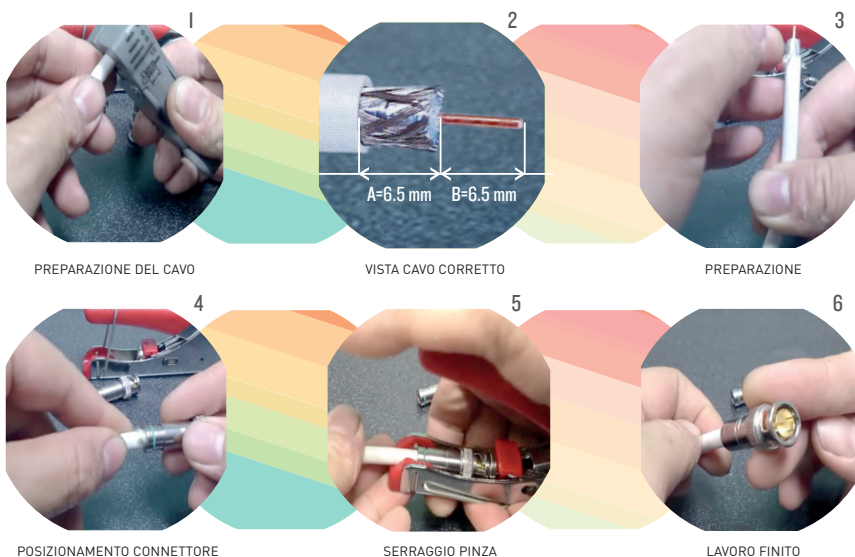 1
2
3
A=6.5 mm B=6.5 mm
PREPARAZIONE DEL CAVO
VISTA CAVO CORRETTO
PREPARAZIONE
4
5
6
POSIZIONAMENTO CONNETTORE
SERRAGGIO PINZA
LAVORO FINITO